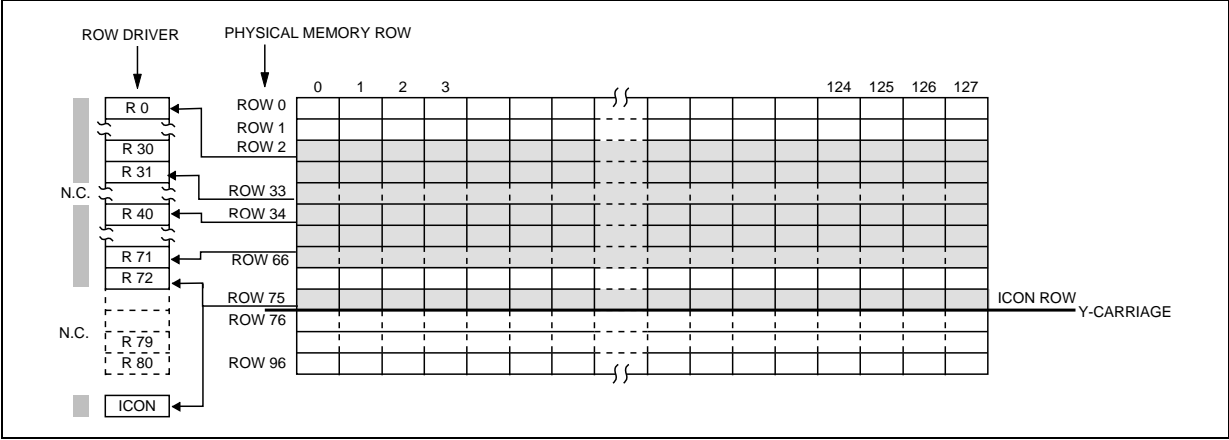 ROW DRIVER PHYSICAL MEMORY ROW
0 1 2 3 124 125 126 127
R 0 ROW 0
ROW 1
R 30 ROW 2
R 31
N.C. ROW 33
R 40 ROW 34
R 71 ROW 66
R 72
ROW 75 ICON ROW
Y-CARRIAGE
ROW 76
N.C. R 79
R 80 ROW 96
ICON